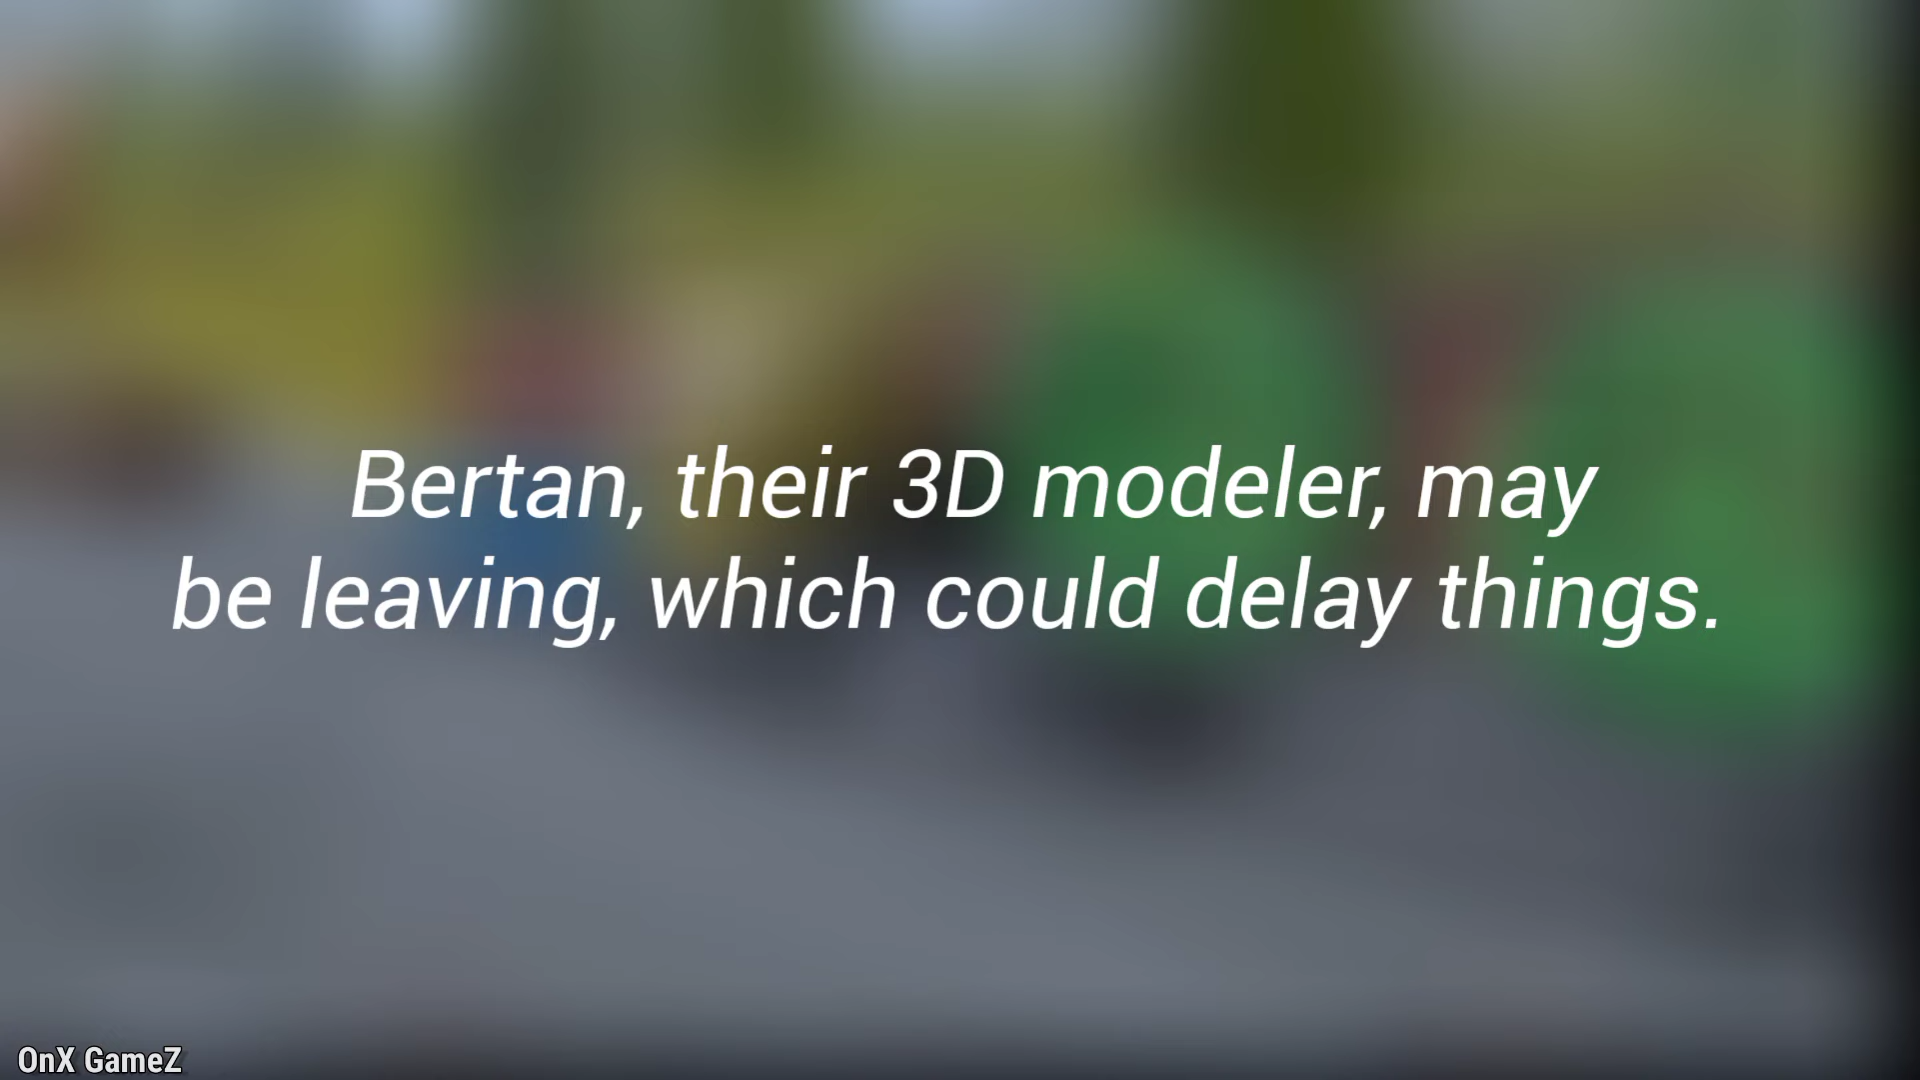 Bertan, their 3D modeler, may
be leaving, which could delay things.
OnX GameZ